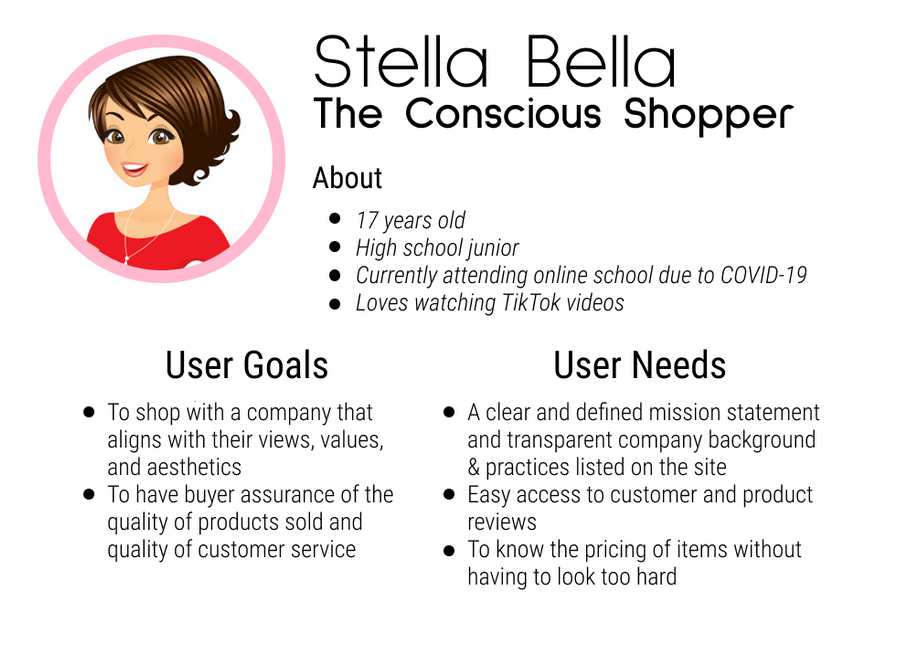 Stella Bella
The Conscious Shopper
About
● 17 years old
● High school junior
● Currently attending online school due to COVID-19
● Loves watching TikTok videos
User Goals
● To shop with a company that
aligns with their views, values,
and aesthetics
● To have buyer assurance of the
quality of products sold and
quality of customer service
User Needs
● A clear and defined mission statement
and transparent company background
& practices listed on the site
● Easy access to customer and product
reviews
● To know the pricing of items without
having to look too hard